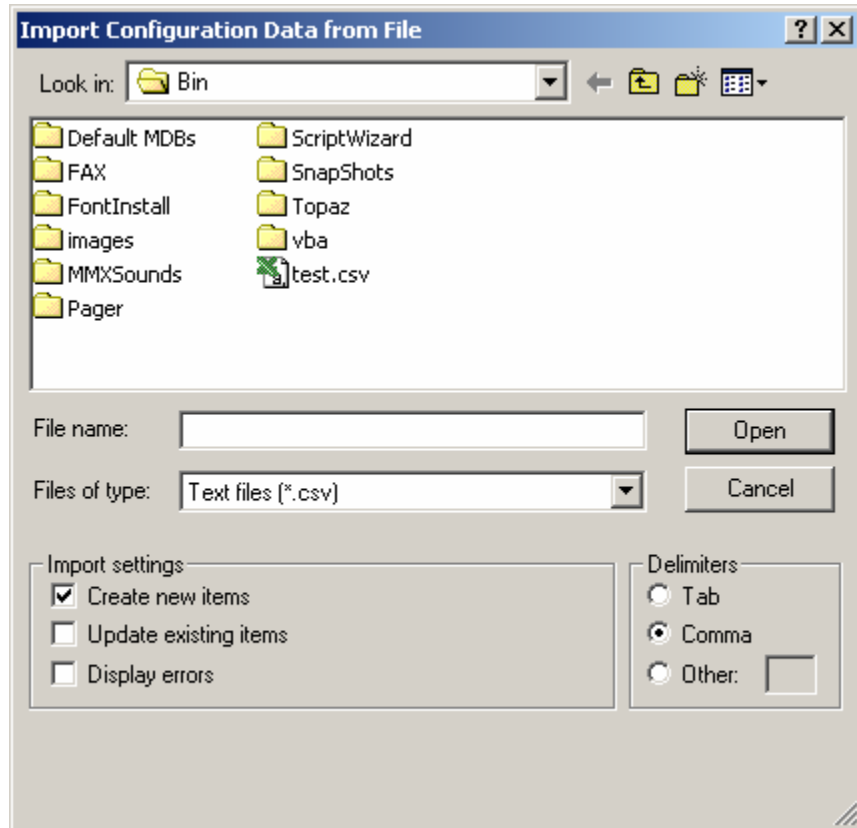 Import Configuration Data from File
Look in: Bin
Default MDBs
FAX
FontInstall
images
MMXSounds
Pager
ScriptWizard
SnapShots
Topaz
vba
test.csv
File name:
Open
Files of type: Text files (*.csv)
Cancel
Import settings
Create new items
Update existing items
Display errors
Delimiters
Tab
Comma
Other: